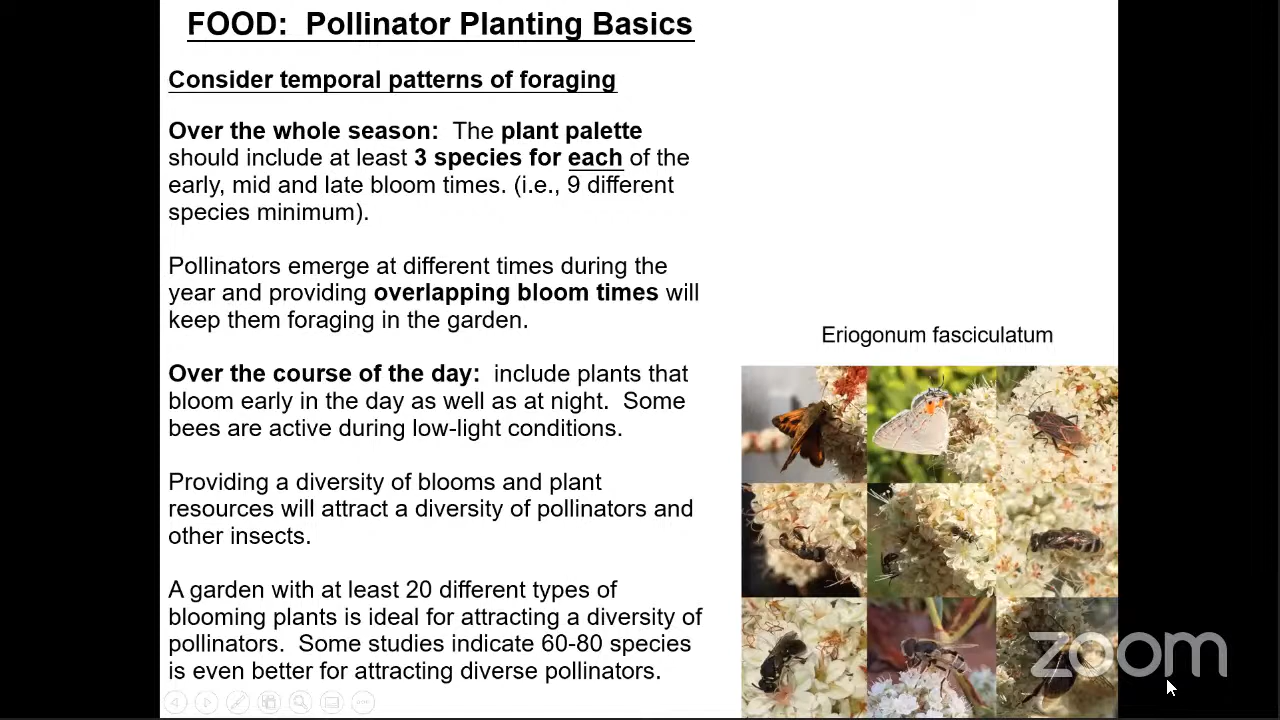 FOOD:  Pollinator Planting Basics
Consider temporal patterns of foraging
Over the whole season:  The plant palette
should include at least 3 species for each of the
early, mid and late bloom times. (i.e., 9 different
species minimum).
Pollinators emerge at different times during the
year and providing overlapping bloom times will
keep them foraging in the garden.
Over the course of the day:  include plants that
bloom early in the day as well as at night.  Some
bees are active during low-light conditions.
Providing a diversity of blooms and plant
resources will attract a diversity of pollinators and
other insects.
A garden with at least 20 different types of
blooming plants is ideal for attracting a diversity of
pollinators.  Some studies indicate 60-80 species
is even better for attracting diverse pollinators.
Eriogonum fasciculatum
zoom